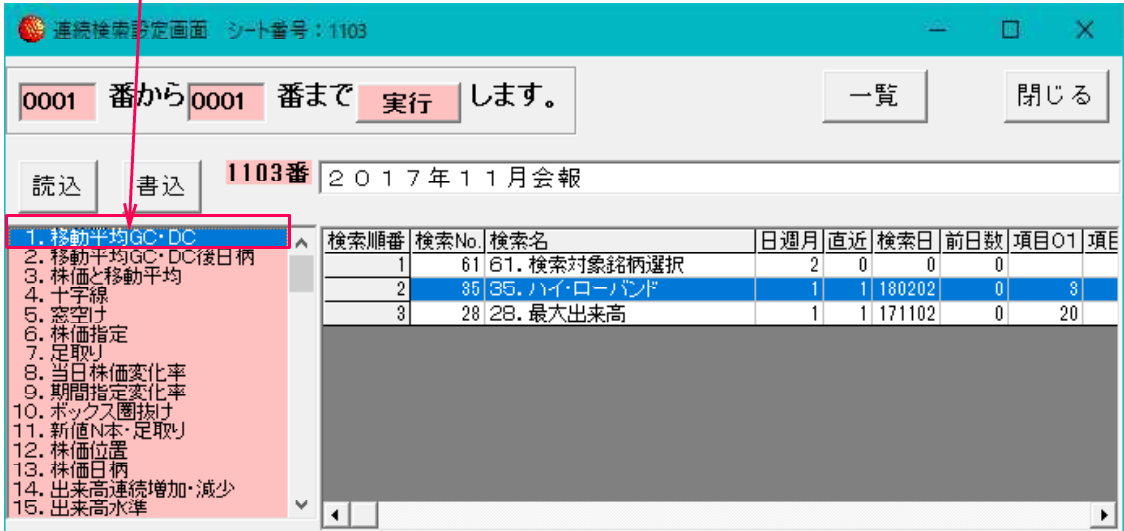 連続検索設定画面 シート番号：1103
0001 番から 0001 番まで 実行 します。 一覧 閉じる
読込 書込 1103番 ２０１７年１１月会報
1. 移動平均GC・DC
2. 移動平均GC・DC後日柄
3. 株価と移動平均
4. 十字線
5. 窓空け
6. 株価指定
7. 足取り
8. 当日株価変化率
9. 期間指定変化率
10. ボックス圏抜け
11. 新値N本・足取り
12. 株価位置
13. 株価日柄
14. 出来高連続増加・減少
15. 出来高水準
検索順番 検索No. 検索名 日週月 直近 検索日 前日数 項目01 項目
1 61 61. 検索対象銘柄選択 2 0 0 0
2 35 35. ハイ・ローバンド 1 1 180202 0 3
3 28 28. 最大出来高 1 1 171102 0 20